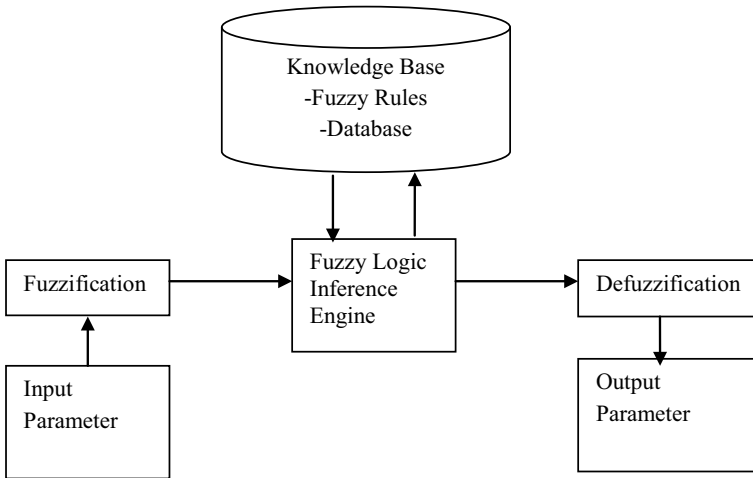 Knowledge Base
-Fuzzy Rules
-Database
Fuzzification
Fuzzy Logic
Inference
Engine
Defuzzification
Input
Parameter
Output
Parameter